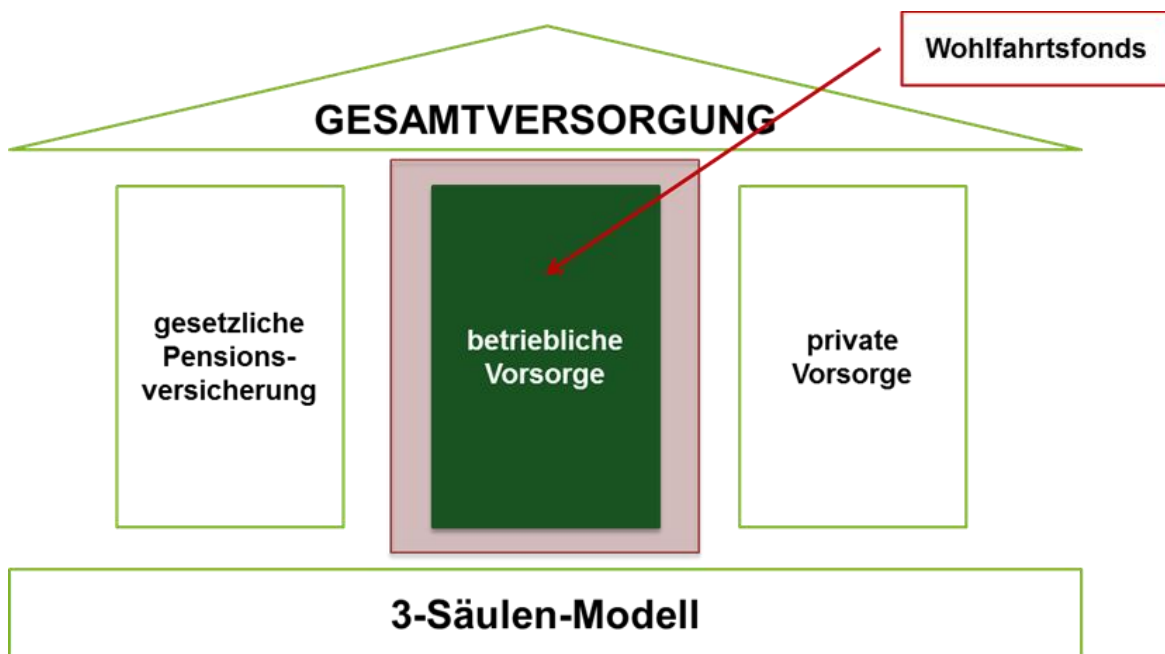 Wohlfahrtsfonds
GESAMTVERSORGUNG
gesetzliche
Pensions-
versicherung
betriebliche
Vorsorge
private
Vorsorge
3-Säulen-Modell